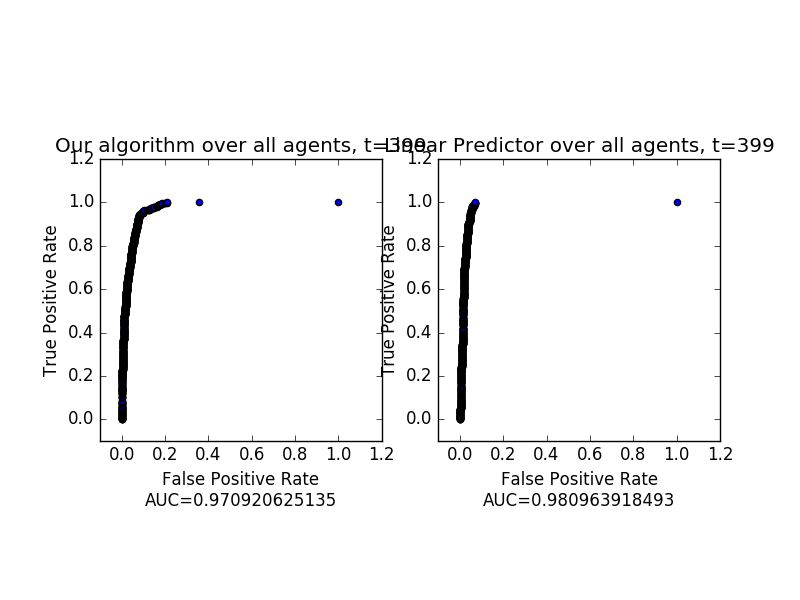 Our algorithm over all agents, t=399
Linear Predictor over all agents, t=399
True Positive Rate
1.2
1.0
0.8
0.6
0.4
0.2
0.0
0.0 0.2 0.4 0.6 0.8 1.0 1.2
False Positive Rate
AUC=0.970920625135
True Positive Rate
1.2
1.0
0.8
0.6
0.4
0.2
0.0
0.0 0.2 0.4 0.6 0.8 1.0 1.2
False Positive Rate
AUC=0.980963918493